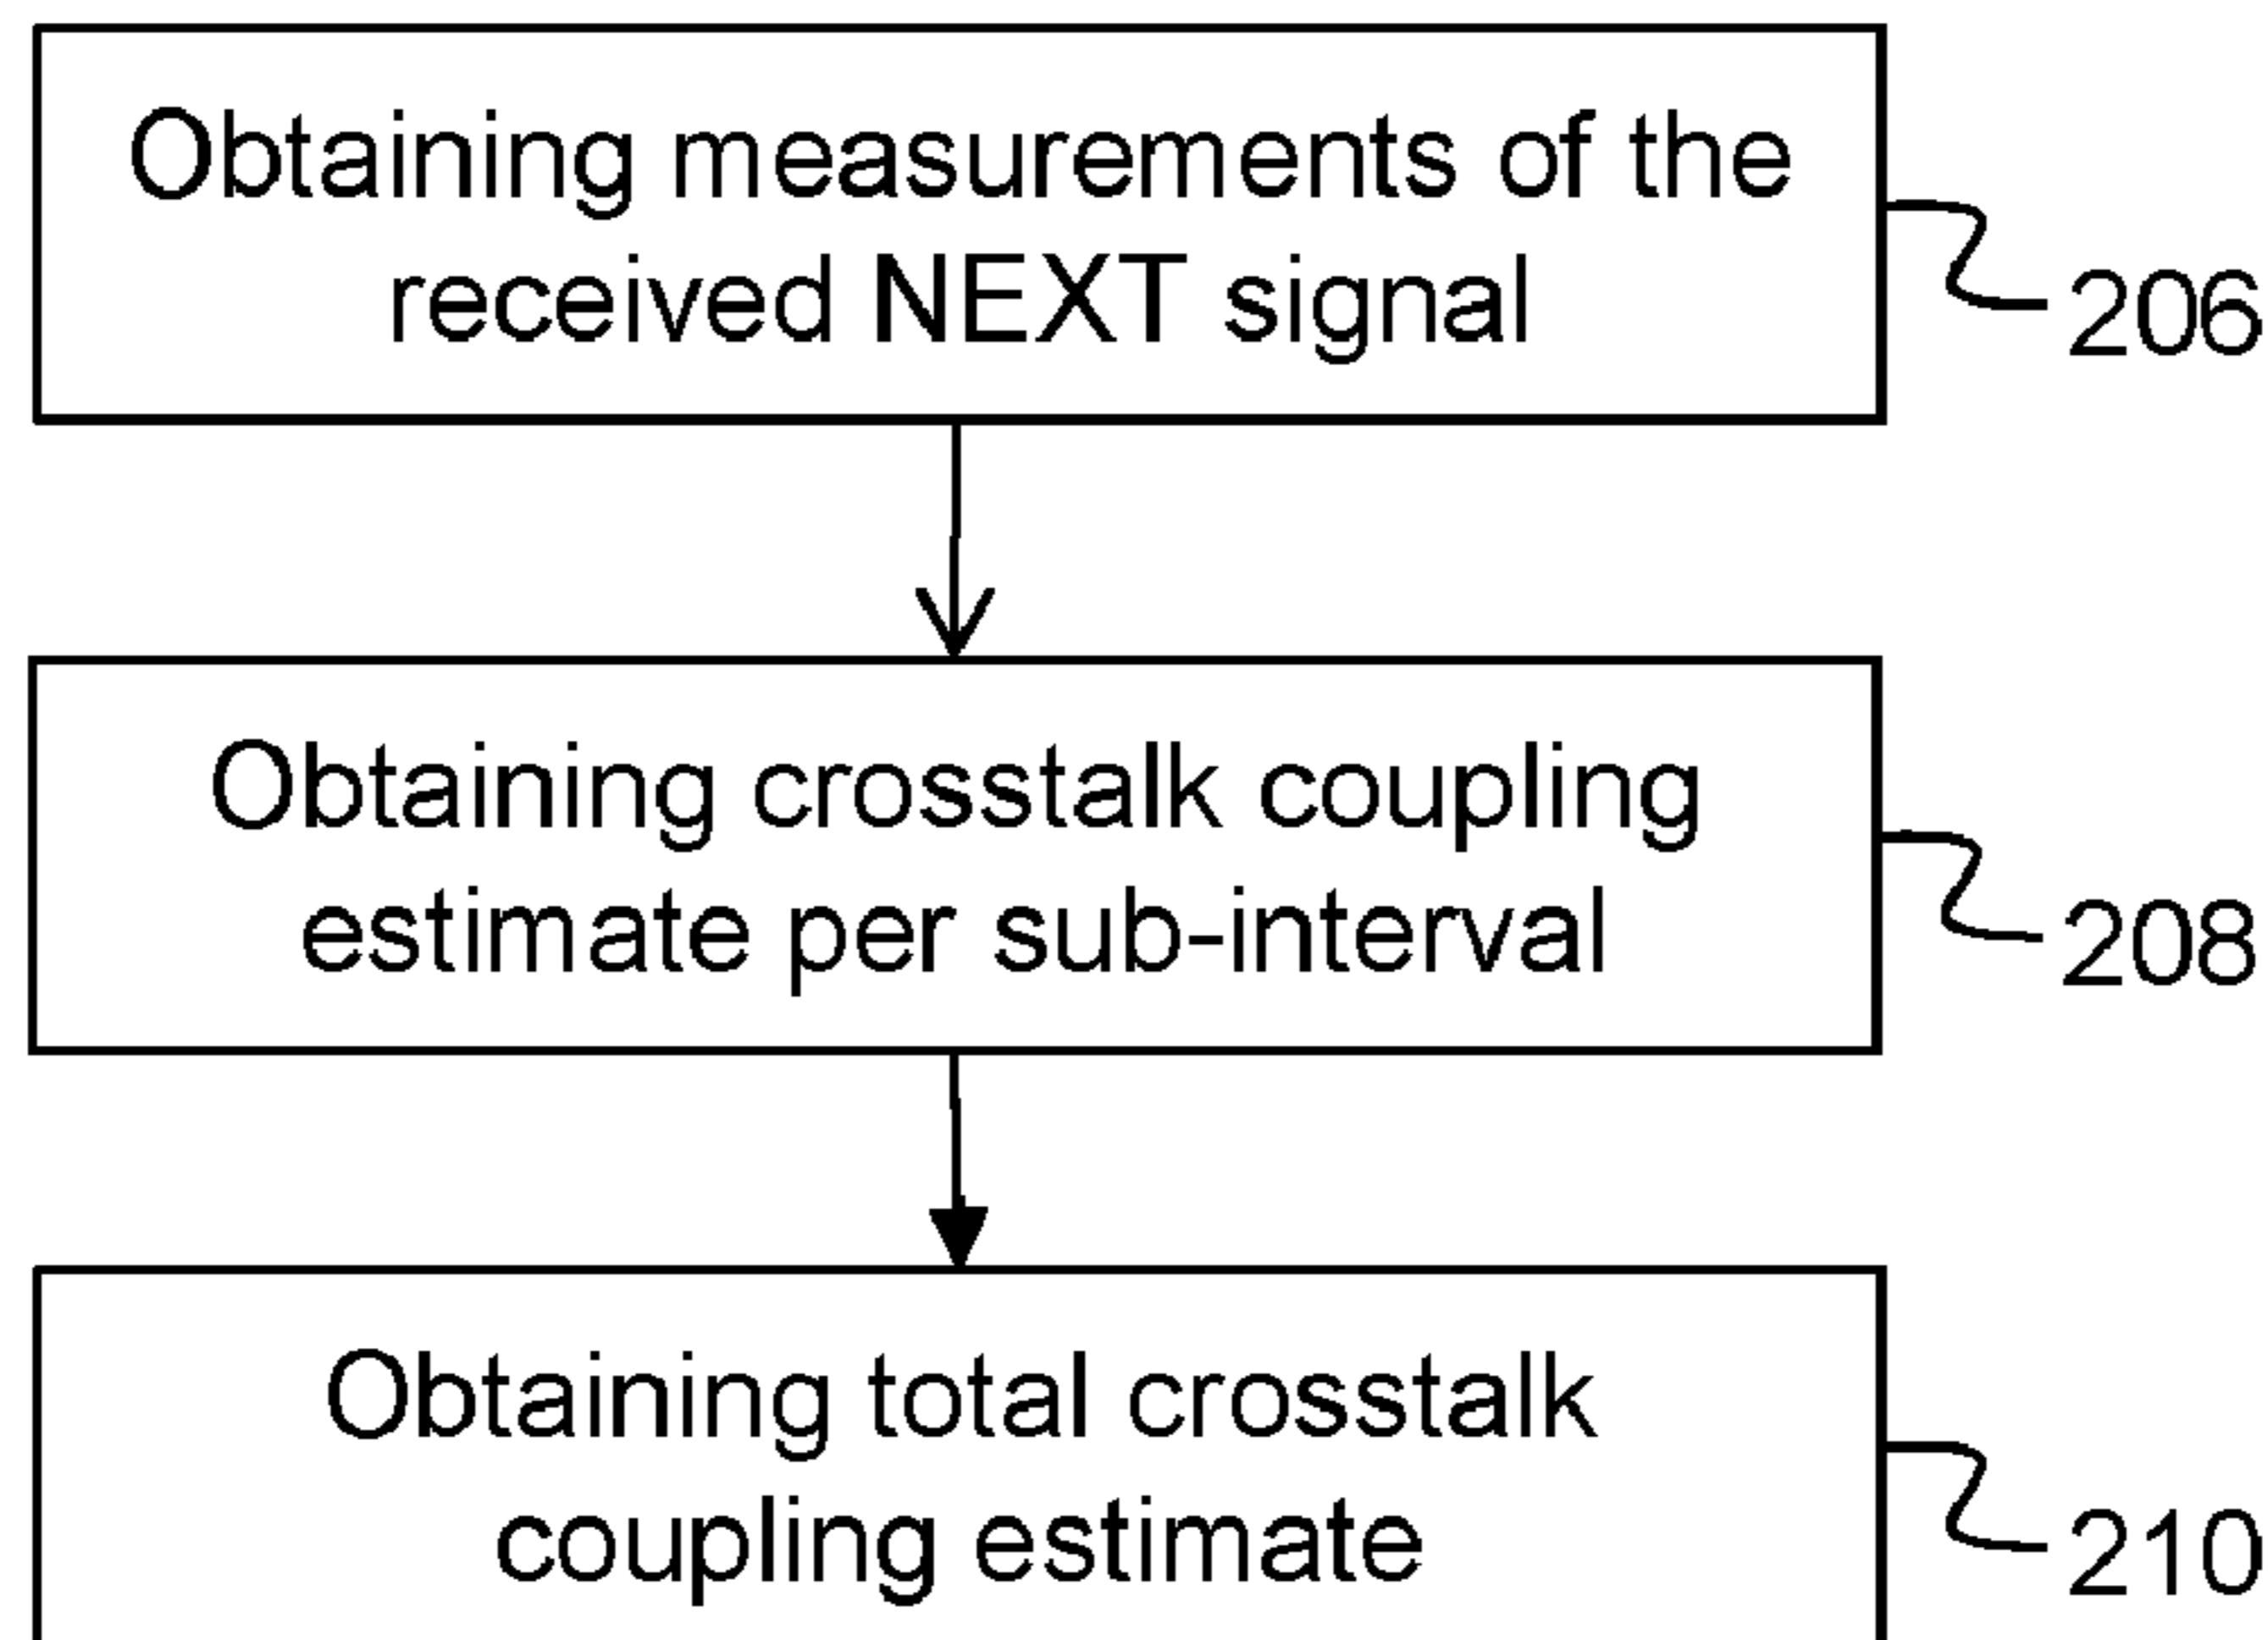 Obtaining measurements of the
received NEXT signal
206
Obtaining crosstalk coupling
estimate per sub-interval
208
Obtaining total crosstalk
coupling estimate
210